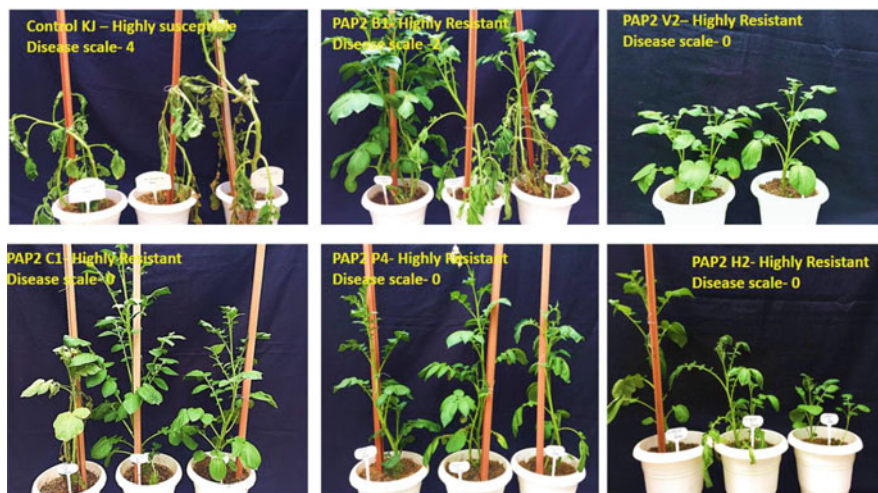 Control KJ – Highly susceptible
Disease scale- 4
PAP2 B1- Highly Resistant
Disease scale -2
PAP2 V2– Highly Resistant
Disease scale- 0
PAP2 C1- Highly Resistant
Disease scale- 0
PAP2 P4- Highly Resistant
Disease scale- 0
PAP2 H2- Highly Resistant
Disease scale- 0